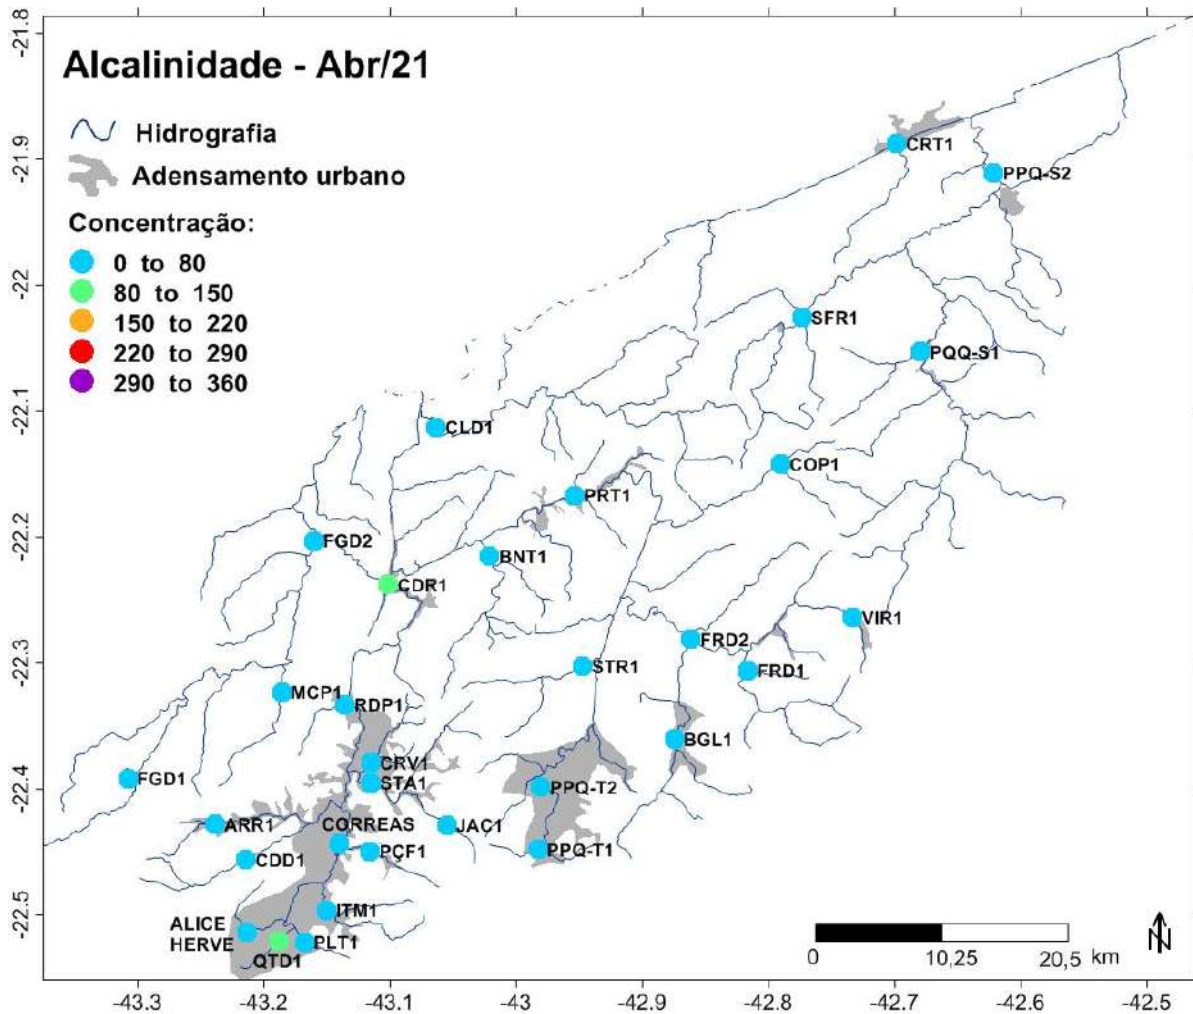 Alcalinidade - Abr/21
Hidrografia
Adensamento urbano
Concentração:
0 to 80
80 to 150
150 to 220
220 to 290
290 to 360
CRT1
PPQ-S2
SFR1
PQQ-S1
CLD1
COP1
PRT1
FGD2
BNT1
CDR1
VIR1
FRD2
STR1
FRD1
MCP1
RDP1
BGL1
CRV1
FGD1
STA1
PPQ-T2
ARR1
CORREAS
JAC1
CDD1
PCF1
PPQ-T1
ITM1
ALICE
HERVE
PLT1
QTD1
0
10,25
20,5
km
N
-21.8
-21.9
-22
-22.1
-22.2
-22.3
-22.4
-22.5
-43.3
-43.2
-43.1
-43
-42.9
-42.8
-42.7
-42.6
-42.5